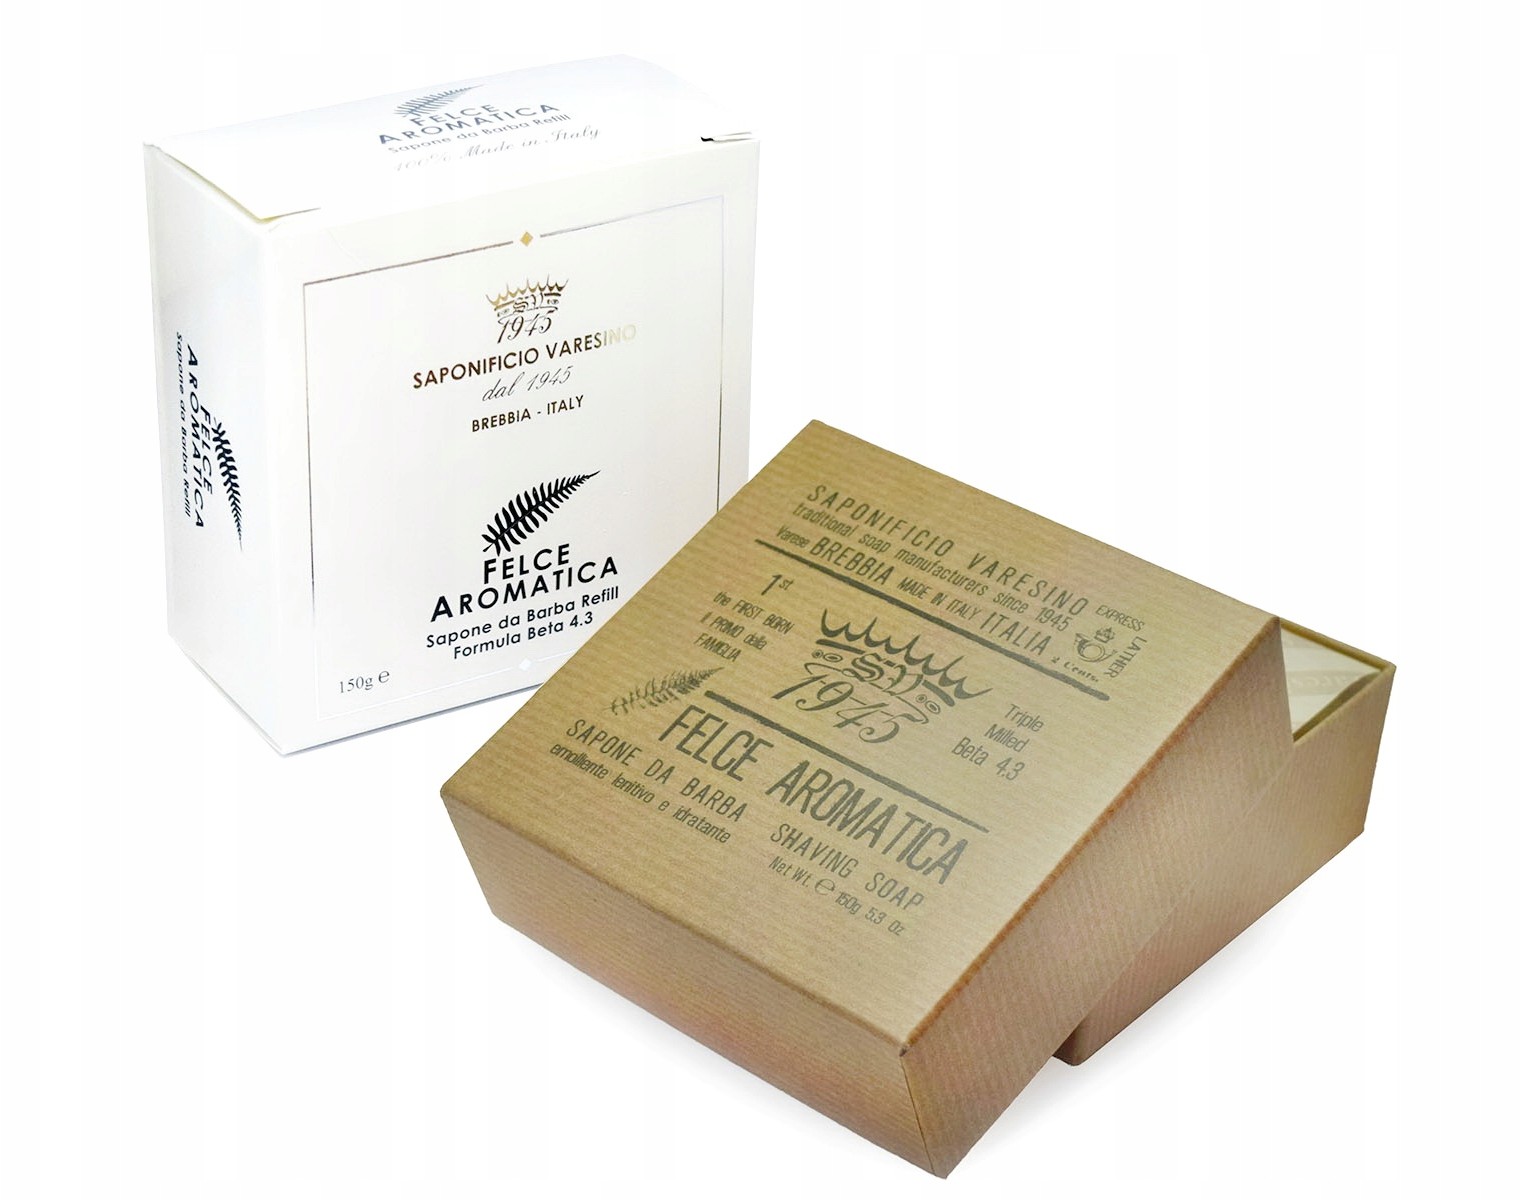 FELCE
AROMATICA
Sapone da Barba Refill
100% Made in Italy
FELCE
AROMATICA
Sapone da Barba Refill
S.V.
1945
SAPONIFICIO VARESINO
dal 1945
BREBBIA - ITALY
FELCE
AROMATICA
Sapone da Barba Refill
Formula Beta 4.3
150g ℮
SAPONIFICIO VARESINO
traditional soap manufacturers since 1945
Varese BREBBIA MADE IN ITALY ITALIA
EXPRESS
LATHER
2 Cents.
1st
the FIRST BORN
il PRIMO della
FAMIGLIA
S.V.
1945
Triple
Milled
Beta 4.3
FELCE AROMATICA
SAPONE DA BARBA SHAVING SOAP
emolliente lenitivo e idratante Net Wt. ℮ 150g 5.3 Oz